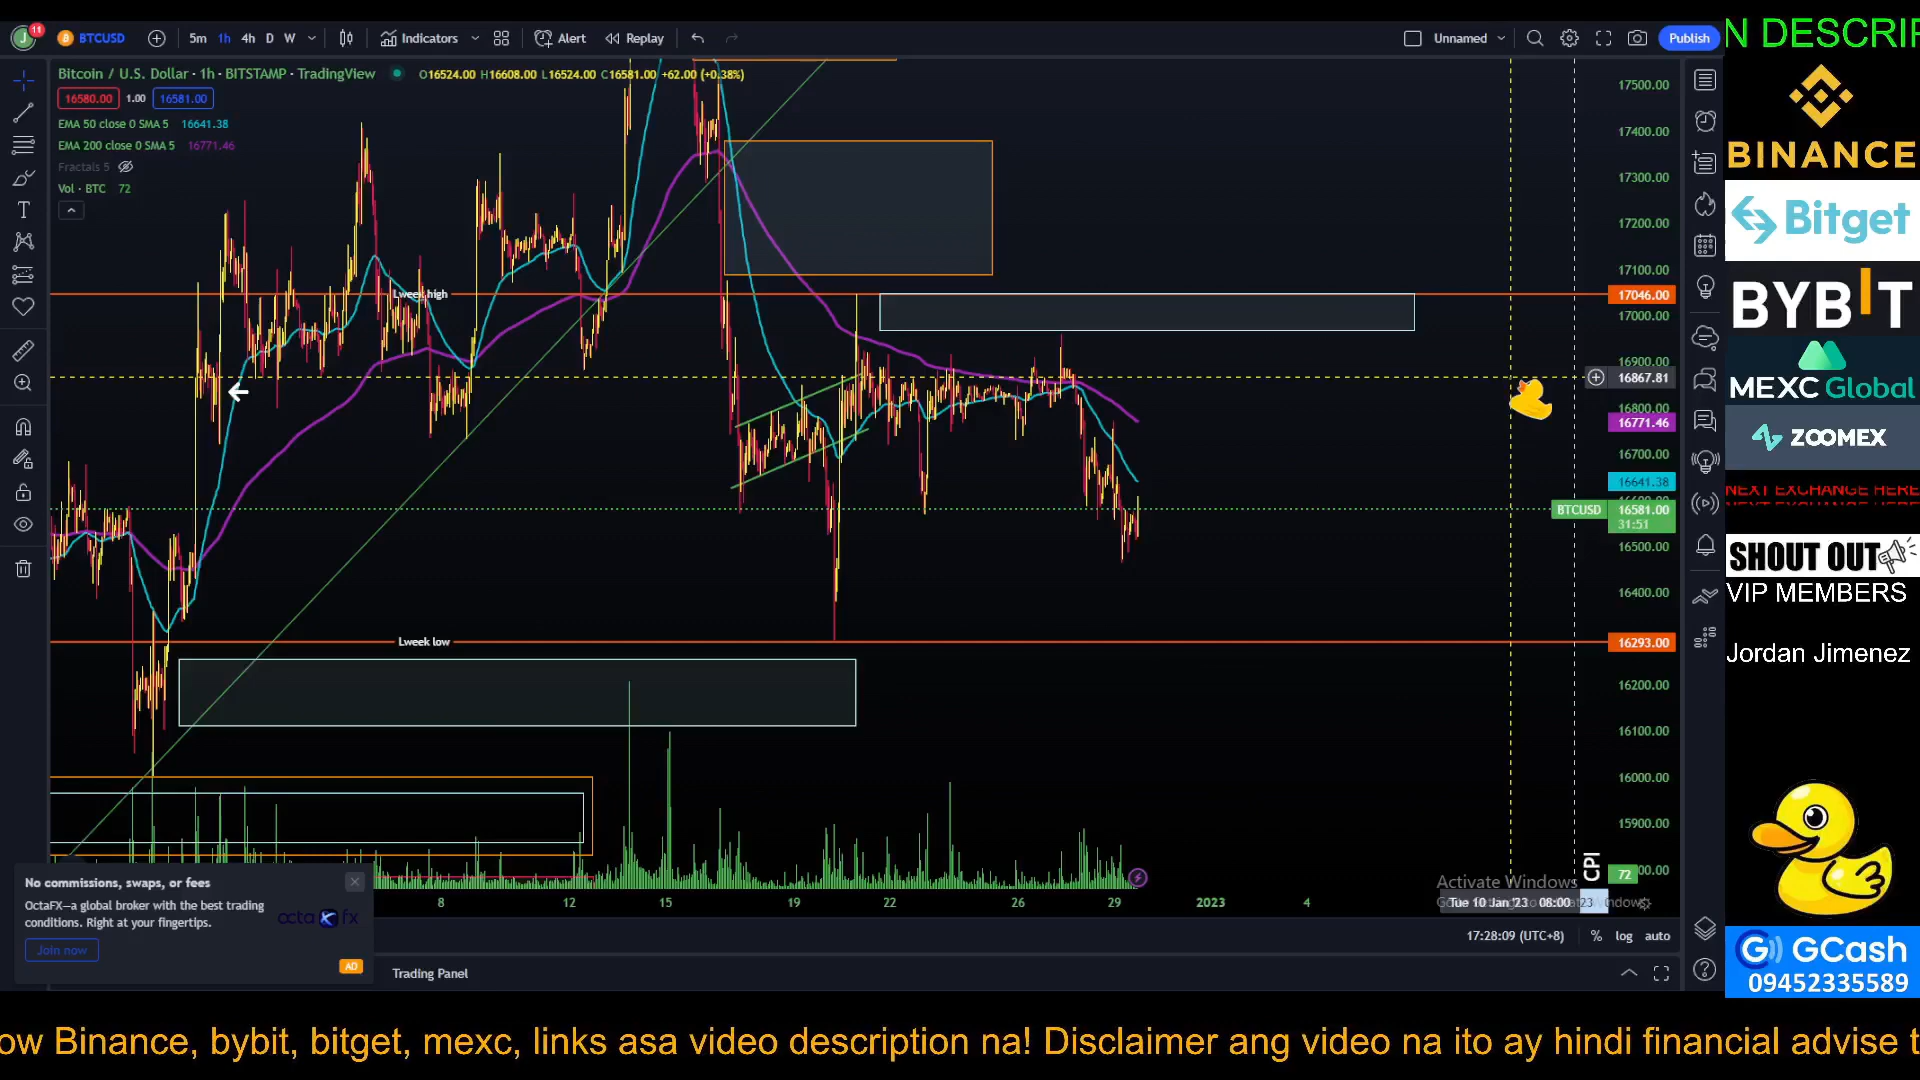 N DESCRIP
J 11 BTCUSD 5m 1h 4h D W Indicators Alert Replay Unnamed Publish
Bitcoin / U.S. Dollar · 1h · BITSTAMP · TradingView O16524.00 H16608.00 L16524.00 C16581.00 +62.00 (+0.38%)
16580.00 1.00 16581.00
EMA 50 close 0 SMA 5 16641.38
EMA 200 close 0 SMA 5 16771.46
Fractals 5
Vol · BTC 72
17500.00
17400.00
17300.00
17200.00
17100.00
Lweek high
17046.00
17000.00
16900.00
16867.81
16800.00
16771.46
16700.00
16641.38
BTCUSD 16581.00
31:51
16500.00
16400.00
Lweek low
16293.00
16200.00
16100.00
16000.00
15900.00
CPI
72
8 12 15 19 22 26 29 2023 4
Activate Windows
Tue 10 Jan '23 08:00 23
17:28:09 (UTC+8) % log auto
Trading Panel
No commissions, swaps, or fees
OctaFX—a global broker with the best trading
conditions. Right at your fingertips.
octa fx
Join now
AD
BINANCE
Bitget
BYBIT
MEXC Global
ZOOMEX
NEXT EXCHANGE HERE
SHOUT OUT
VIP MEMBERS
Jordan Jimenez
G GCash
09452335589
ow Binance, bybit, bitget, mexc, links asa video description na! Disclaimer ang video na ito ay hindi financial advise t